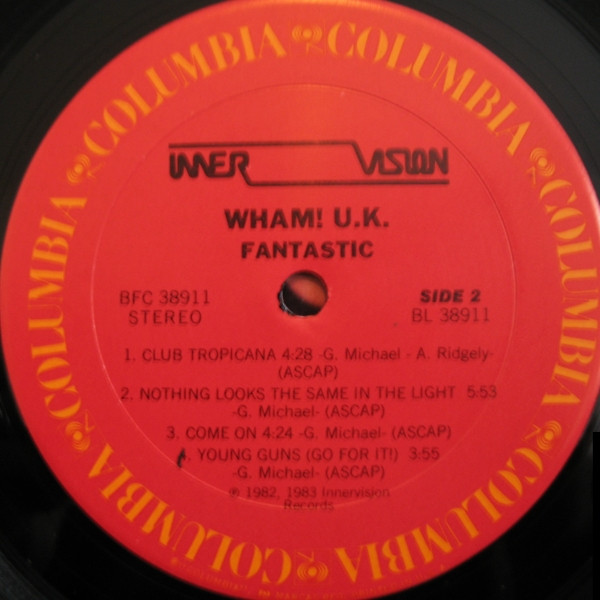 COLUMBIA COLUMBIA COLUMBIA COLUMBIA COLUMBIA COLUMBIA
INNER VISION
WHAM! U.K.
FANTASTIC
BFC 38911 SIDE 2
STEREO BL 38911
1. CLUB TROPICANA 4:28 -G. Michael - A. Ridgely-
(ASCAP)
2. NOTHING LOOKS THE SAME IN THE LIGHT 5:53
-G. Michael- (ASCAP)
3. COME ON 4:24 -G. Michael- (ASCAP)
4. YOUNG GUNS (GO FOR IT!) 3:55
-G. Michael- (ASCAP)
℗ 1982, 1983 Innervision
Records